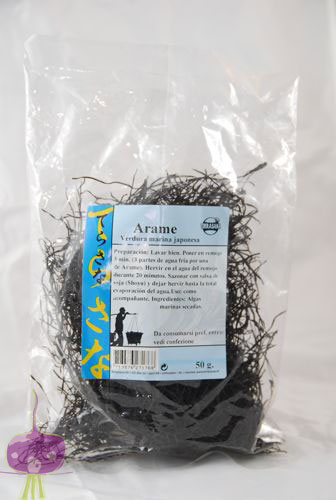 Arame
Verdura marina japonesa
Preparación: Lavar bien. Poner en remojo
5 min. (3 partes de agua fría por una
de Arame). Hervir en el agua del remojo
durante 20 minutos. Sazonar con salsa de
soja (Shoyu) y dejar hervir hasta la total
evaporación del agua. Uso: como
acompañante. Ingredientes: Algas
marinas secadas.
Da consumarsi pref. entro:
vedi confezione
50 g.